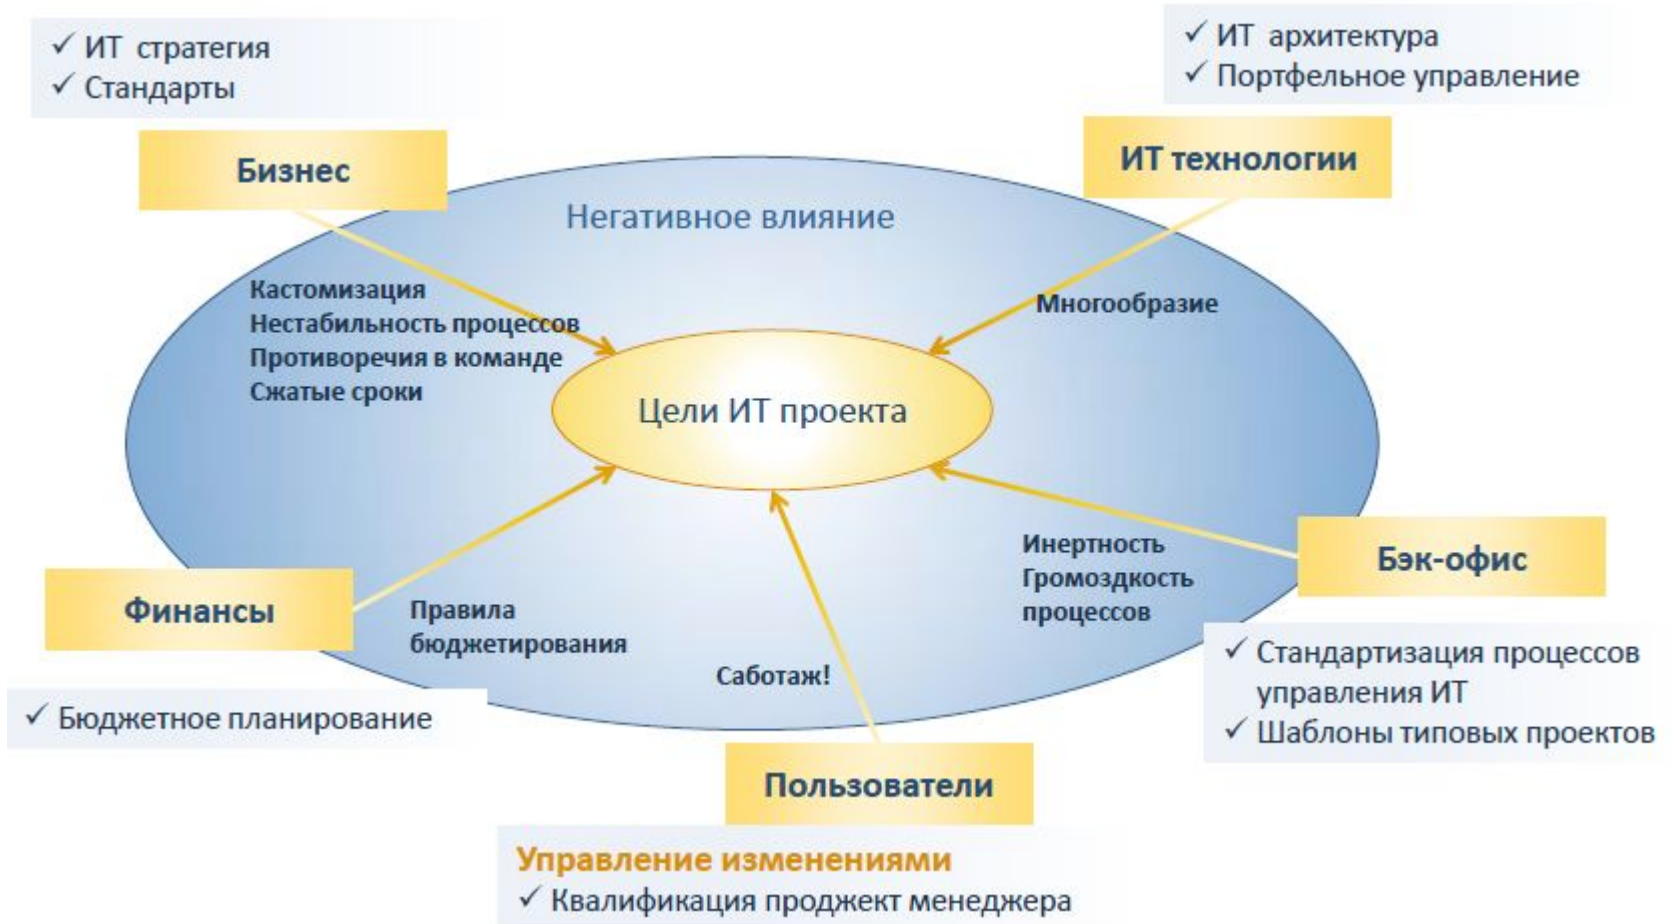 ✓ ИТ стратегия
✓ Стандарты
✓ ИТ архитектура
✓ Портфельное управление
Бизнес
ИТ технологии
Негативное влияние
Кастомизация
Нестабильность процессов
Противоречия в команде
Сжатые сроки
Многообразие
Цели ИТ проекта
Инертность
Громоздкость
процессов
Бэк-офис
Финансы
Правила
бюджетирования
Саботаж!
✓ Стандартизация процессов
управления ИТ
✓ Шаблоны типовых проектов
✓ Бюджетное планирование
Пользователи
Управление изменениями
✓ Квалификация проджект менеджера